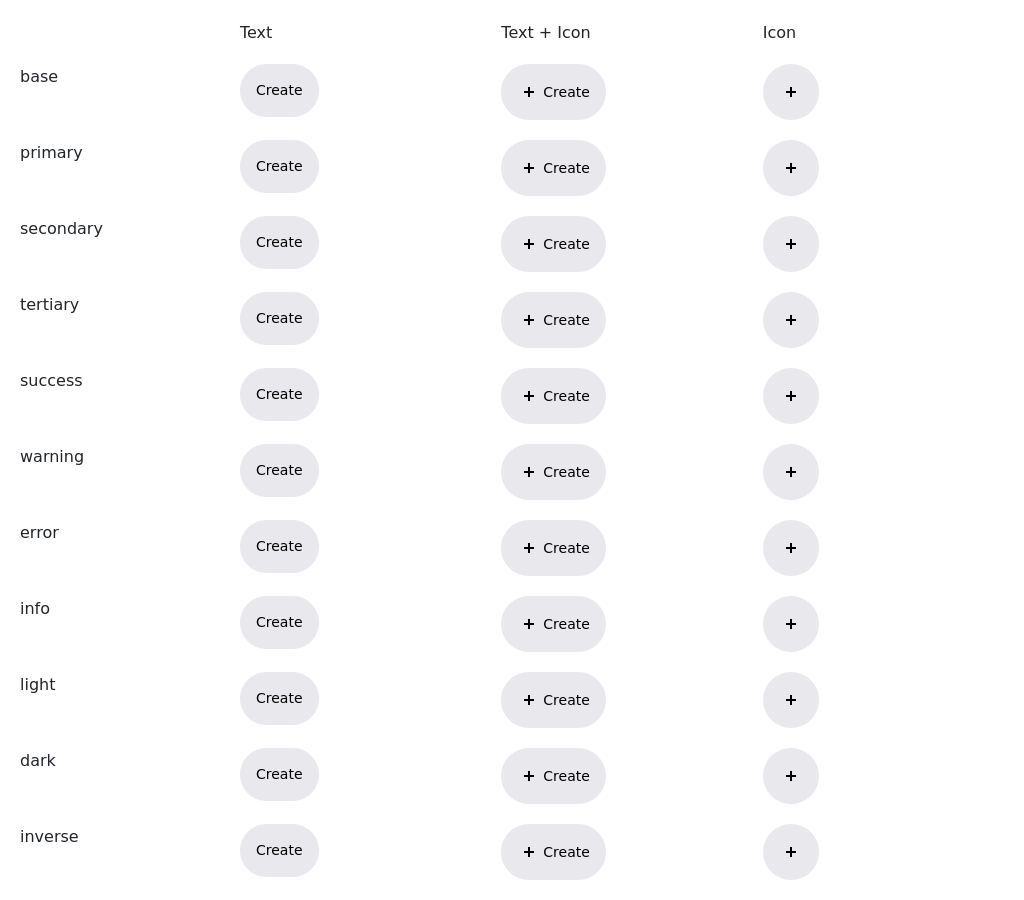 Text Text + Icon Icon
base Create + Create +
primary Create + Create +
secondary Create + Create +
tertiary Create + Create +
success Create + Create +
warning Create + Create +
error Create + Create +
info Create + Create +
light Create + Create +
dark Create + Create +
inverse Create + Create +